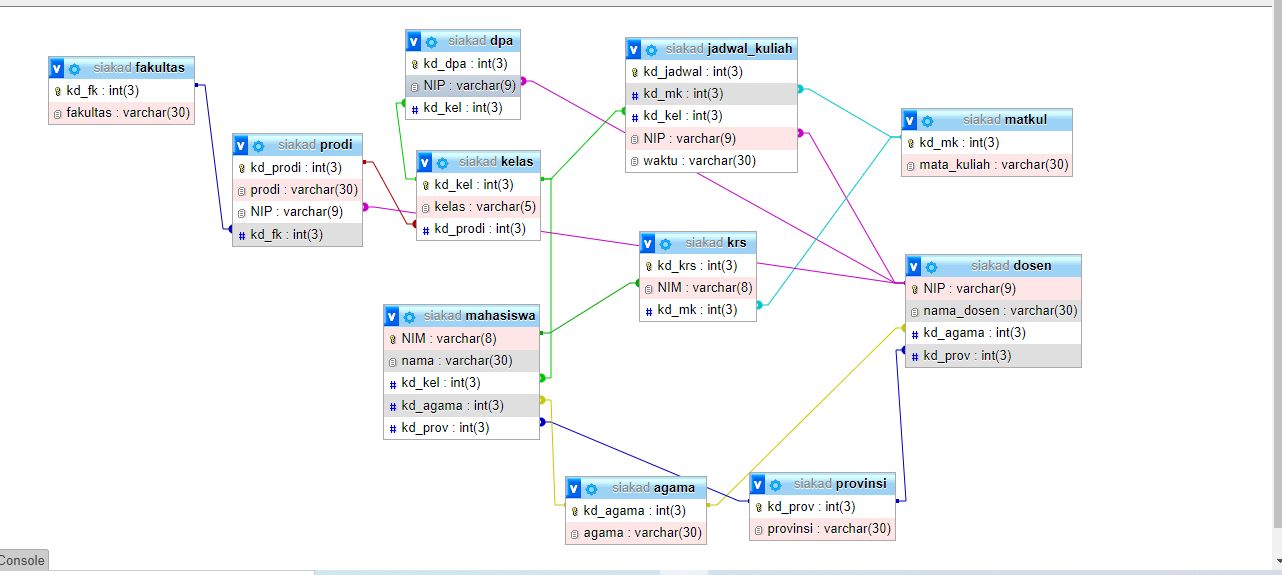 siakad fakultas
kd_fk : int(3)
fakultas : varchar(30)
siakad prodi
kd_prodi : int(3)
prodi : varchar(30)
NIP : varchar(9)
kd_fk : int(3)
siakad dpa
kd_dpa : int(3)
NIP : varchar(9)
kd_kel : int(3)
siakad kelas
kd_kel : int(3)
kelas : varchar(5)
kd_prodi : int(3)
siakad jadwal_kuliah
kd_jadwal : int(3)
kd_mk : int(3)
kd_kel : int(3)
NIP : varchar(9)
waktu : varchar(30)
siakad matkul
kd_mk : int(3)
mata_kuliah : varchar(30)
siakad krs
kd_krs : int(3)
NIM : varchar(8)
kd_mk : int(3)
siakad dosen
NIP : varchar(9)
nama_dosen : varchar(30)
kd_agama : int(3)
kd_prov : int(3)
siakad mahasiswa
NIM : varchar(8)
nama : varchar(30)
kd_kel : int(3)
kd_agama : int(3)
kd_prov : int(3)
siakad agama
kd_agama : int(3)
agama : varchar(30)
siakad provinsi
kd_prov : int(3)
provinsi : varchar(30)
Console